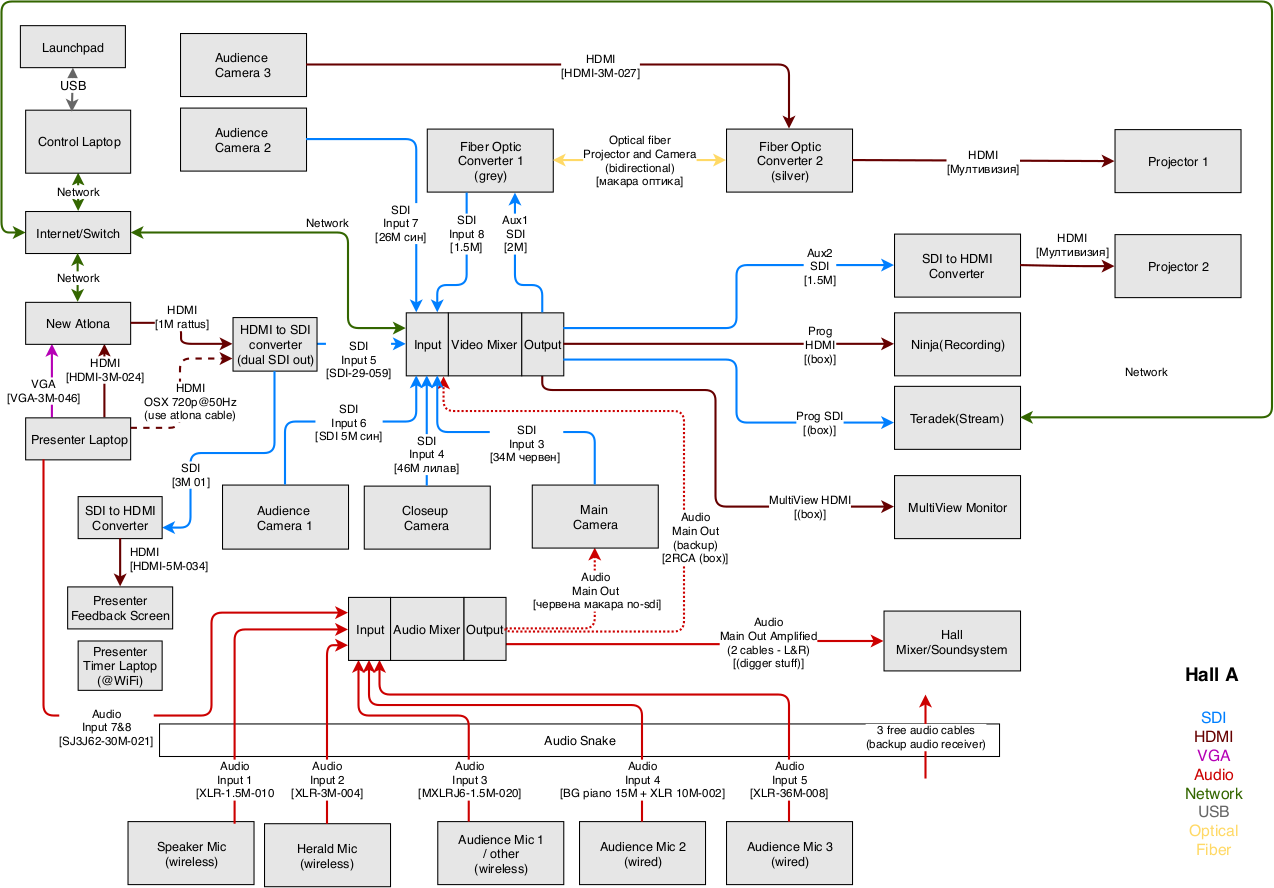 Launchpad
USB
Control Laptop
Network
Internet/Switch
Network
New Atlona
VGA
[VGA-3M-046]
HDMI
[HDMI-3M-024]
Presenter Laptop
HDMI
[1M rattus]
HDMI
OSX 720p@50Hz
(use atlona cable)
HDMI to SDI
converter
(dual SDI out)
SDI
Input 5
[SDI-29-059]
Audience
Camera 3
HDMI
[HDMI-3M-027]
Audience
Camera 2
SDI
Input 7
[26M син]
Network
Fiber Optic
Converter 1
(grey)
Optical fiber
Projector and Camera
(bidirectional)
[макара оптика]
Fiber Optic
Converter 2
(silver)
HDMI
[Мултивизия]
Projector 1
SDI
Input 8
[1.5M]
Aux1
SDI
[2M]
Aux2
SDI
[1.5M]
SDI to HDMI
Converter
HDMI
[Мултивизия]
Projector 2
Input
Video Mixer
Output
Prog
HDMI
[(box)]
Ninja(Recording)
Network
Prog SDI
[(box)]
Teradek(Stream)
MultiView HDMI
[(box)]
MultiView Monitor
SDI
Input 6
[SDI 5M син]
SDI
Input 4
[46M лилав]
SDI
Input 3
[34M червен]
SDI
[3M 01]
SDI to HDMI
Converter
HDMI
[HDMI-5M-034]
Presenter
Feedback Screen
Presenter
Timer Laptop
(@WiFi)
Audience
Camera 1
Closeup
Camera
Main
Camera
Audio
Main Out
(backup)
[2RCA (box)]
Audio
Main Out
[червена макара no-sdi]
Input
Audio Mixer
Output
Audio
Main Out Amplified
(2 cables - L&R)
[(digger stuff)]
Hall
Mixer/Soundsystem
Audio
Input 7&8
[SJ3J62-30M-021]
Audio Snake
3 free audio cables
(backup audio receiver)
Audio
Input 1
[XLR-1.5M-010
Audio
Input 2
[XLR-3M-004]
Audio
Input 3
[MXLRJ6-1.5M-020]
Audio
Input 4
[BG piano 15M + XLR 10M-002]
Audio
Input 5
[XLR-36M-008]
Speaker Mic
(wireless)
Herald Mic
(wireless)
Audience Mic 1
/ other
(wireless)
Audience Mic 2
(wired)
Audience Mic 3
(wired)
Hall A
SDI
HDMI
VGA
Audio
Network
USB
Optical
Fiber